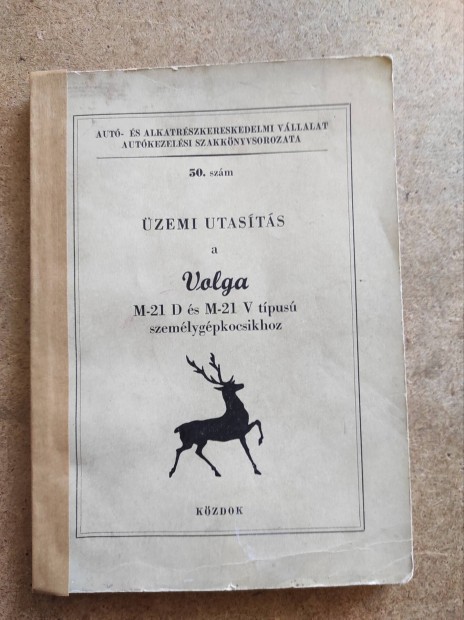 AUTÓ- ÉS ALKATRÉSZKERESKEDELMI VÁLLALAT
AUTÓKEZELÉSI SZAKKÖNYVSOROZATA
50. szám
ÜZEMI UTASÍTÁS
a
Volga
M-21 D és M-21 V típusú
személygépkocsikhoz
KÖZDOK